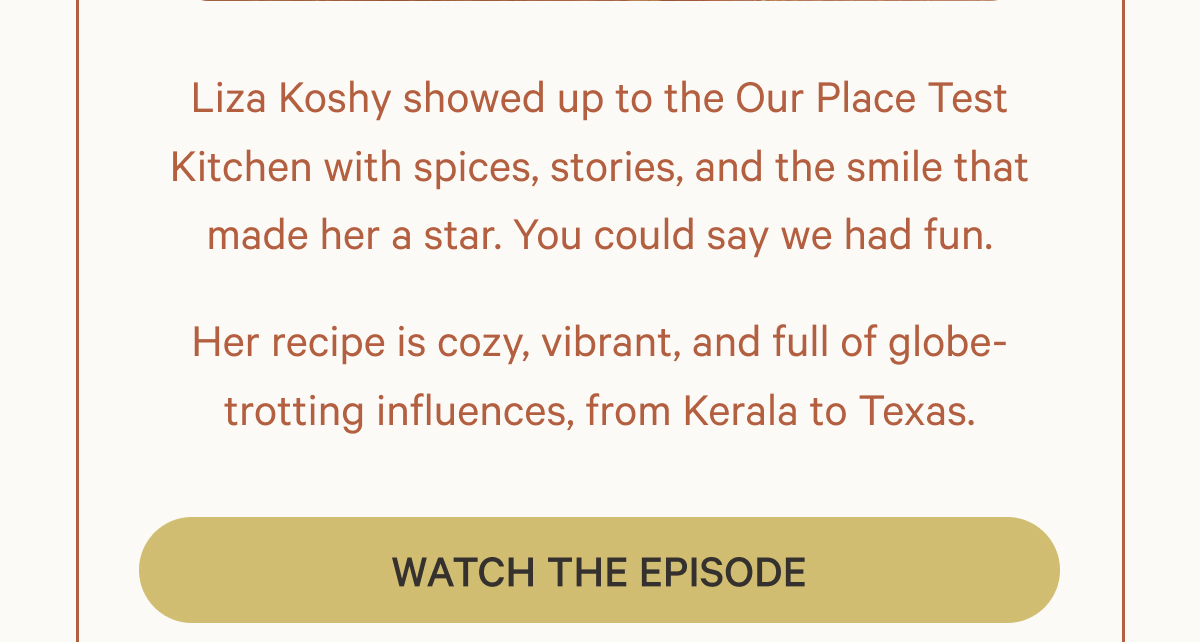 Liza Koshy showed up to the Our Place Test
Kitchen with spices, stories, and the smile that
made her a star. You could say we had fun.
Her recipe is cozy, vibrant, and full of globe-
trotting influences, from Kerala to Texas.
WATCH THE EPISODE